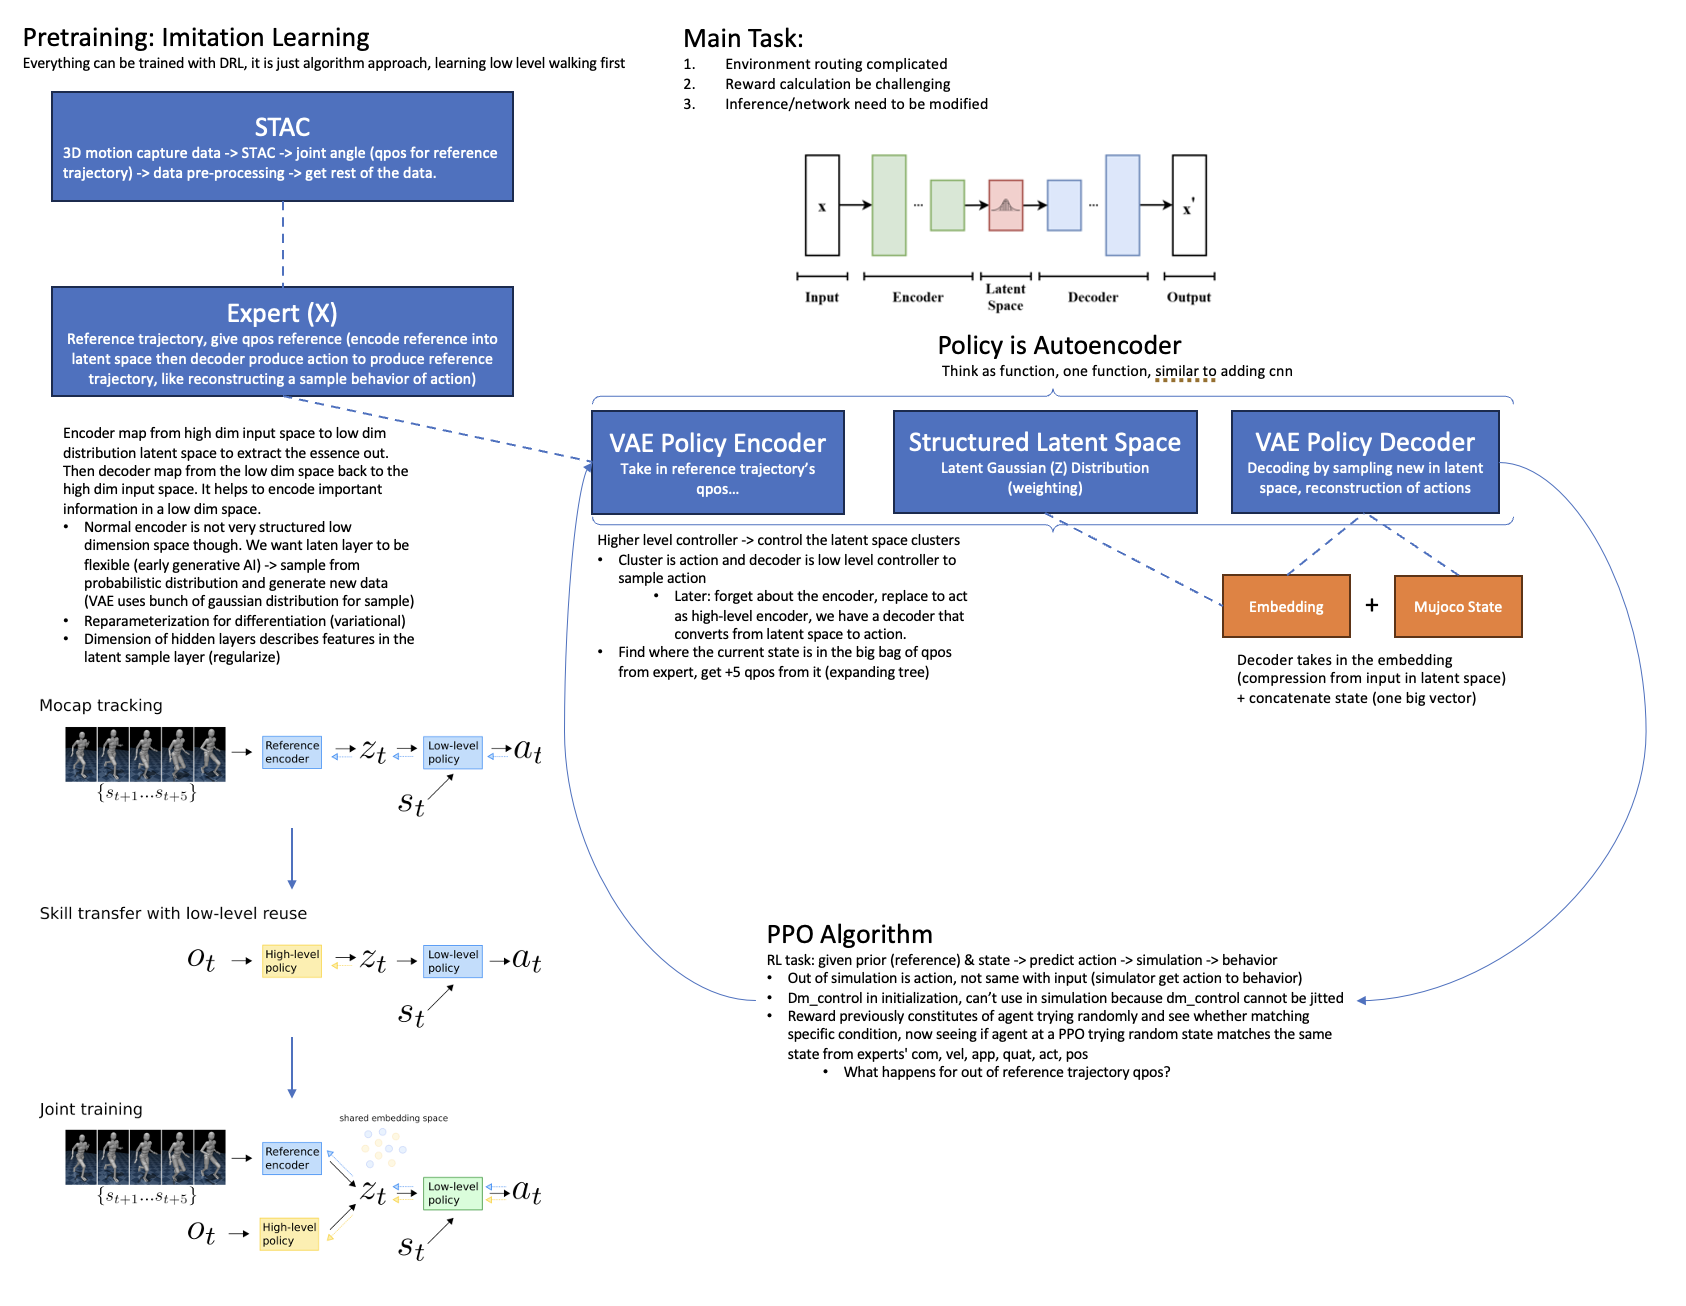 Pretraining: Imitation Learning
Everything can be trained with DRL, it is just algorithm approach, learning low level walking first
STAC
3D motion capture data -> STAC -> joint angle (qpos for reference
trajectory) -> data pre-processing -> get rest of the data.
Expert (X)
Reference trajectory, give qpos reference (encode reference into
latent space then decoder produce action to produce reference
trajectory, like reconstructing a sample behavior of action)
Encoder map from high dim input space to low dim
distribution latent space to extract the essence out.
Then decoder map from the low dim space back to the
high dim input space. It helps to encode important
information in a low dim space.
• Normal encoder is not very structured low
dimension space though. We want laten layer to be
flexible (early generative AI) -> sample from
probabilistic distribution and generate new data
(VAE uses bunch of gaussian distribution for sample)
• Reparameterization for differentiation (variational)
• Dimension of hidden layers describes features in the
latent sample layer (regularize)
Mocap tracking
{s_{t+1}...s_{t+5}}
Reference
encoder
z_t
Low-level
policy
a_t
s_t
Skill transfer with low-level reuse
o_t
High-level
policy
z_t
Low-level
policy
a_t
s_t
Joint training
shared embedding space
{s_{t+1}...s_{t+5}}
Reference
encoder
z_t
Low-level
policy
a_t
o_t
High-level
policy
s_t
Main Task:
1. Environment routing complicated
2. Reward calculation be challenging
3. Inference/network need to be modified
x
...
...
x'
Input
Encoder
Latent
Space
Decoder
Output
Policy is Autoencoder
Think as function, one function, similar to adding cnn
VAE Policy Encoder
Take in reference trajectory's
qpos...
Structured Latent Space
Latent Gaussian (Z) Distribution
(weighting)
VAE Policy Decoder
Decoding by sampling new in latent
space, reconstruction of actions
Higher level controller -> control the latent space clusters
• Cluster is action and decoder is low level controller to
sample action
• Later: forget about the encoder, replace to act
as high-level encoder, we have a decoder that
converts from latent space to action.
• Find where the current state is in the big bag of qpos
from expert, get +5 qpos from it (expanding tree)
Embedding
+
Mujoco State
Decoder takes in the embedding
(compression from input in latent space)
+ concatenate state (one big vector)
PPO Algorithm
RL task: given prior (reference) & state -> predict action -> simulation -> behavior
• Out of simulation is action, not same with input (simulator get action to behavior)
• Dm_control in initialization, can't use in simulation because dm_control cannot be jitted
• Reward previously constitutes of agent trying randomly and see whether matching
specific condition, now seeing if agent at a PPO trying random state matches the same
state from experts' com, vel, app, quat, act, pos
• What happens for out of reference trajectory qpos?